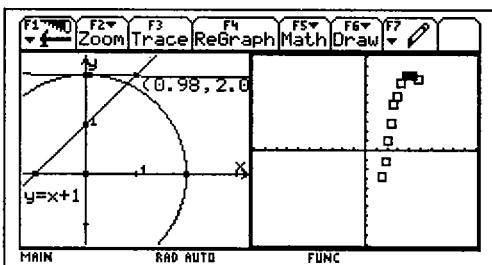 F1 F2 Zoom F3 Trace F4 ReGraph F5 Math F6 Draw F7
y
(0.98,2.0
1
1 x
y=x+1
MAIN RAD AUTO FUNC